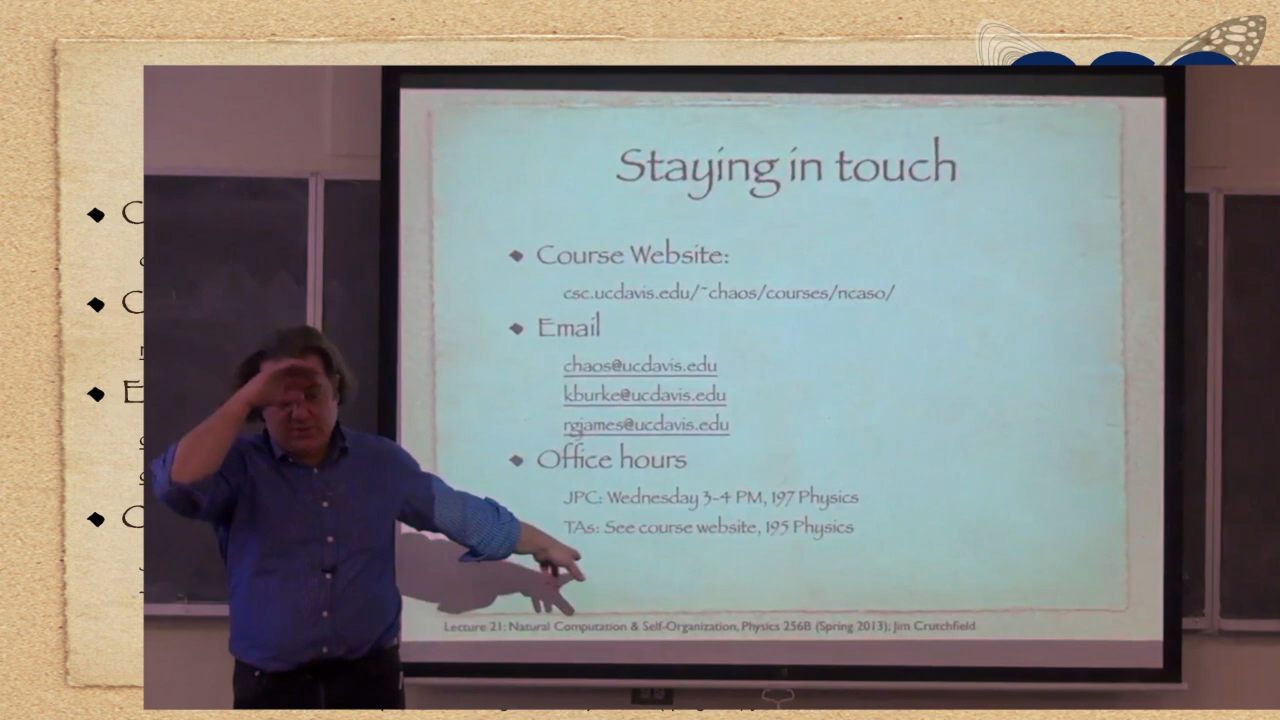 Staying in touch
Course Website:
csc.ucdavis.edu/~chaos/courses/ncaso/
Email
chaos@ucdavis.edu
kburke@ucdavis.edu
rgjames@ucdavis.edu
Office hours
JPC: Wednesday 3-4 PM, 197 Physics
TAs: See course website, 195 Physics
Lecture 21: Natural Computation & Self-Organization, Physics 256B (Spring 2013); Jim Crutchfield